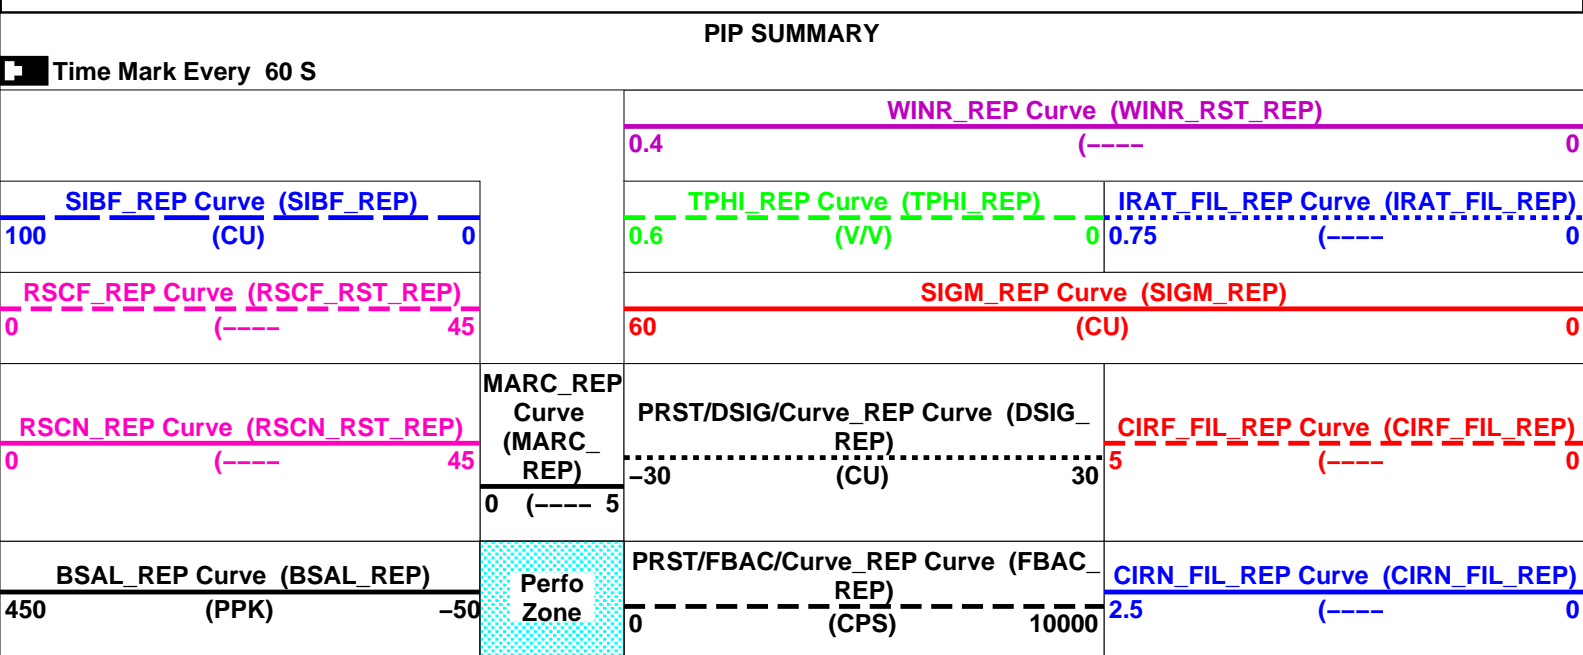 PIP SUMMARY
Time Mark Every 60 S
WINR_REP Curve (WINR_RST_REP)
0.4 (---- 0
SIBF_REP Curve (SIBF_REP)
100 (CU) 0
TPHI_REP Curve (TPHI_REP)
0.6 (V/V) 0
IRAT_FIL_REP Curve (IRAT_FIL_REP)
0.75 (---- 0
RSCF_REP Curve (RSCF_RST_REP)
0 (---- 45
SIGM_REP Curve (SIGM_REP)
60 (CU) 0
RSCN_REP Curve (RSCN_RST_REP)
0 (---- 45
MARC_REP
Curve
(MARC_
REP)
0 (---- 5
PRST/DSIG/Curve_REP Curve (DSIG_
REP)
-30 (CU) 30
CIRF_FIL_REP Curve (CIRF_FIL_REP)
5 (---- 0
BSAL_REP Curve (BSAL_REP)
450 (PPK) -50
Perfo
Zone
PRST/FBAC/Curve_REP Curve (FBAC_
REP)
0 (CPS) 10000
CIRN_FIL_REP Curve (CIRN_FIL_REP)
2.5 (---- 0